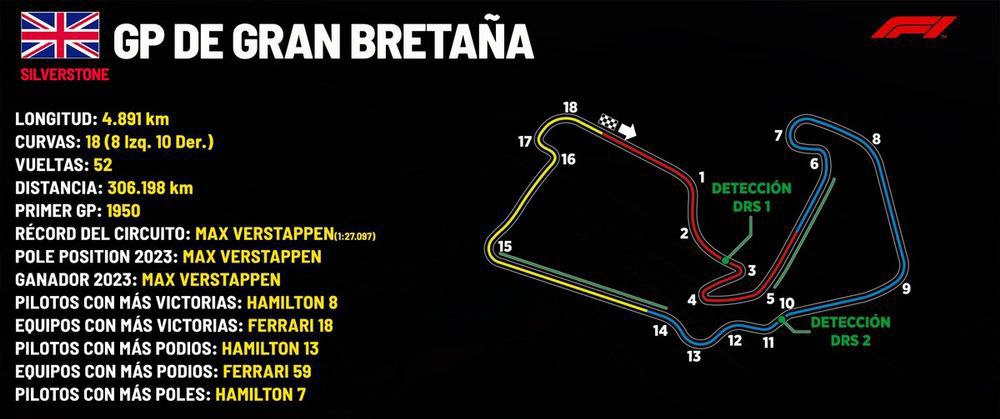 GP DE GRAN BRETAÑA
F1
SILVERSTONE
LONGITUD: 4.891 km
CURVAS: 18 (8 Izq. 10 Der.)
VUELTAS: 52
DISTANCIA: 306.198 km
PRIMER GP: 1950
RÉCORD DEL CIRCUITO: MAX VERSTAPPEN(1:27.097)
POLE POSITION 2023: MAX VERSTAPPEN
GANADOR 2023: MAX VERSTAPPEN
PILOTOS CON MÁS VICTORIAS: HAMILTON 8
EQUIPOS CON MÁS VICTORIAS: FERRARI 18
PILOTOS CON MÁS PODIOS: HAMILTON 13
EQUIPOS CON MÁS PODIOS: FERRARI 59
PILOTOS CON MÁS POLES: HAMILTON 7
1
2
3
4
5
6
7
8
9
10
11
12
13
14
15
16
17
18
DETECCIÓN
DRS 1
DETECCIÓN
DRS 2